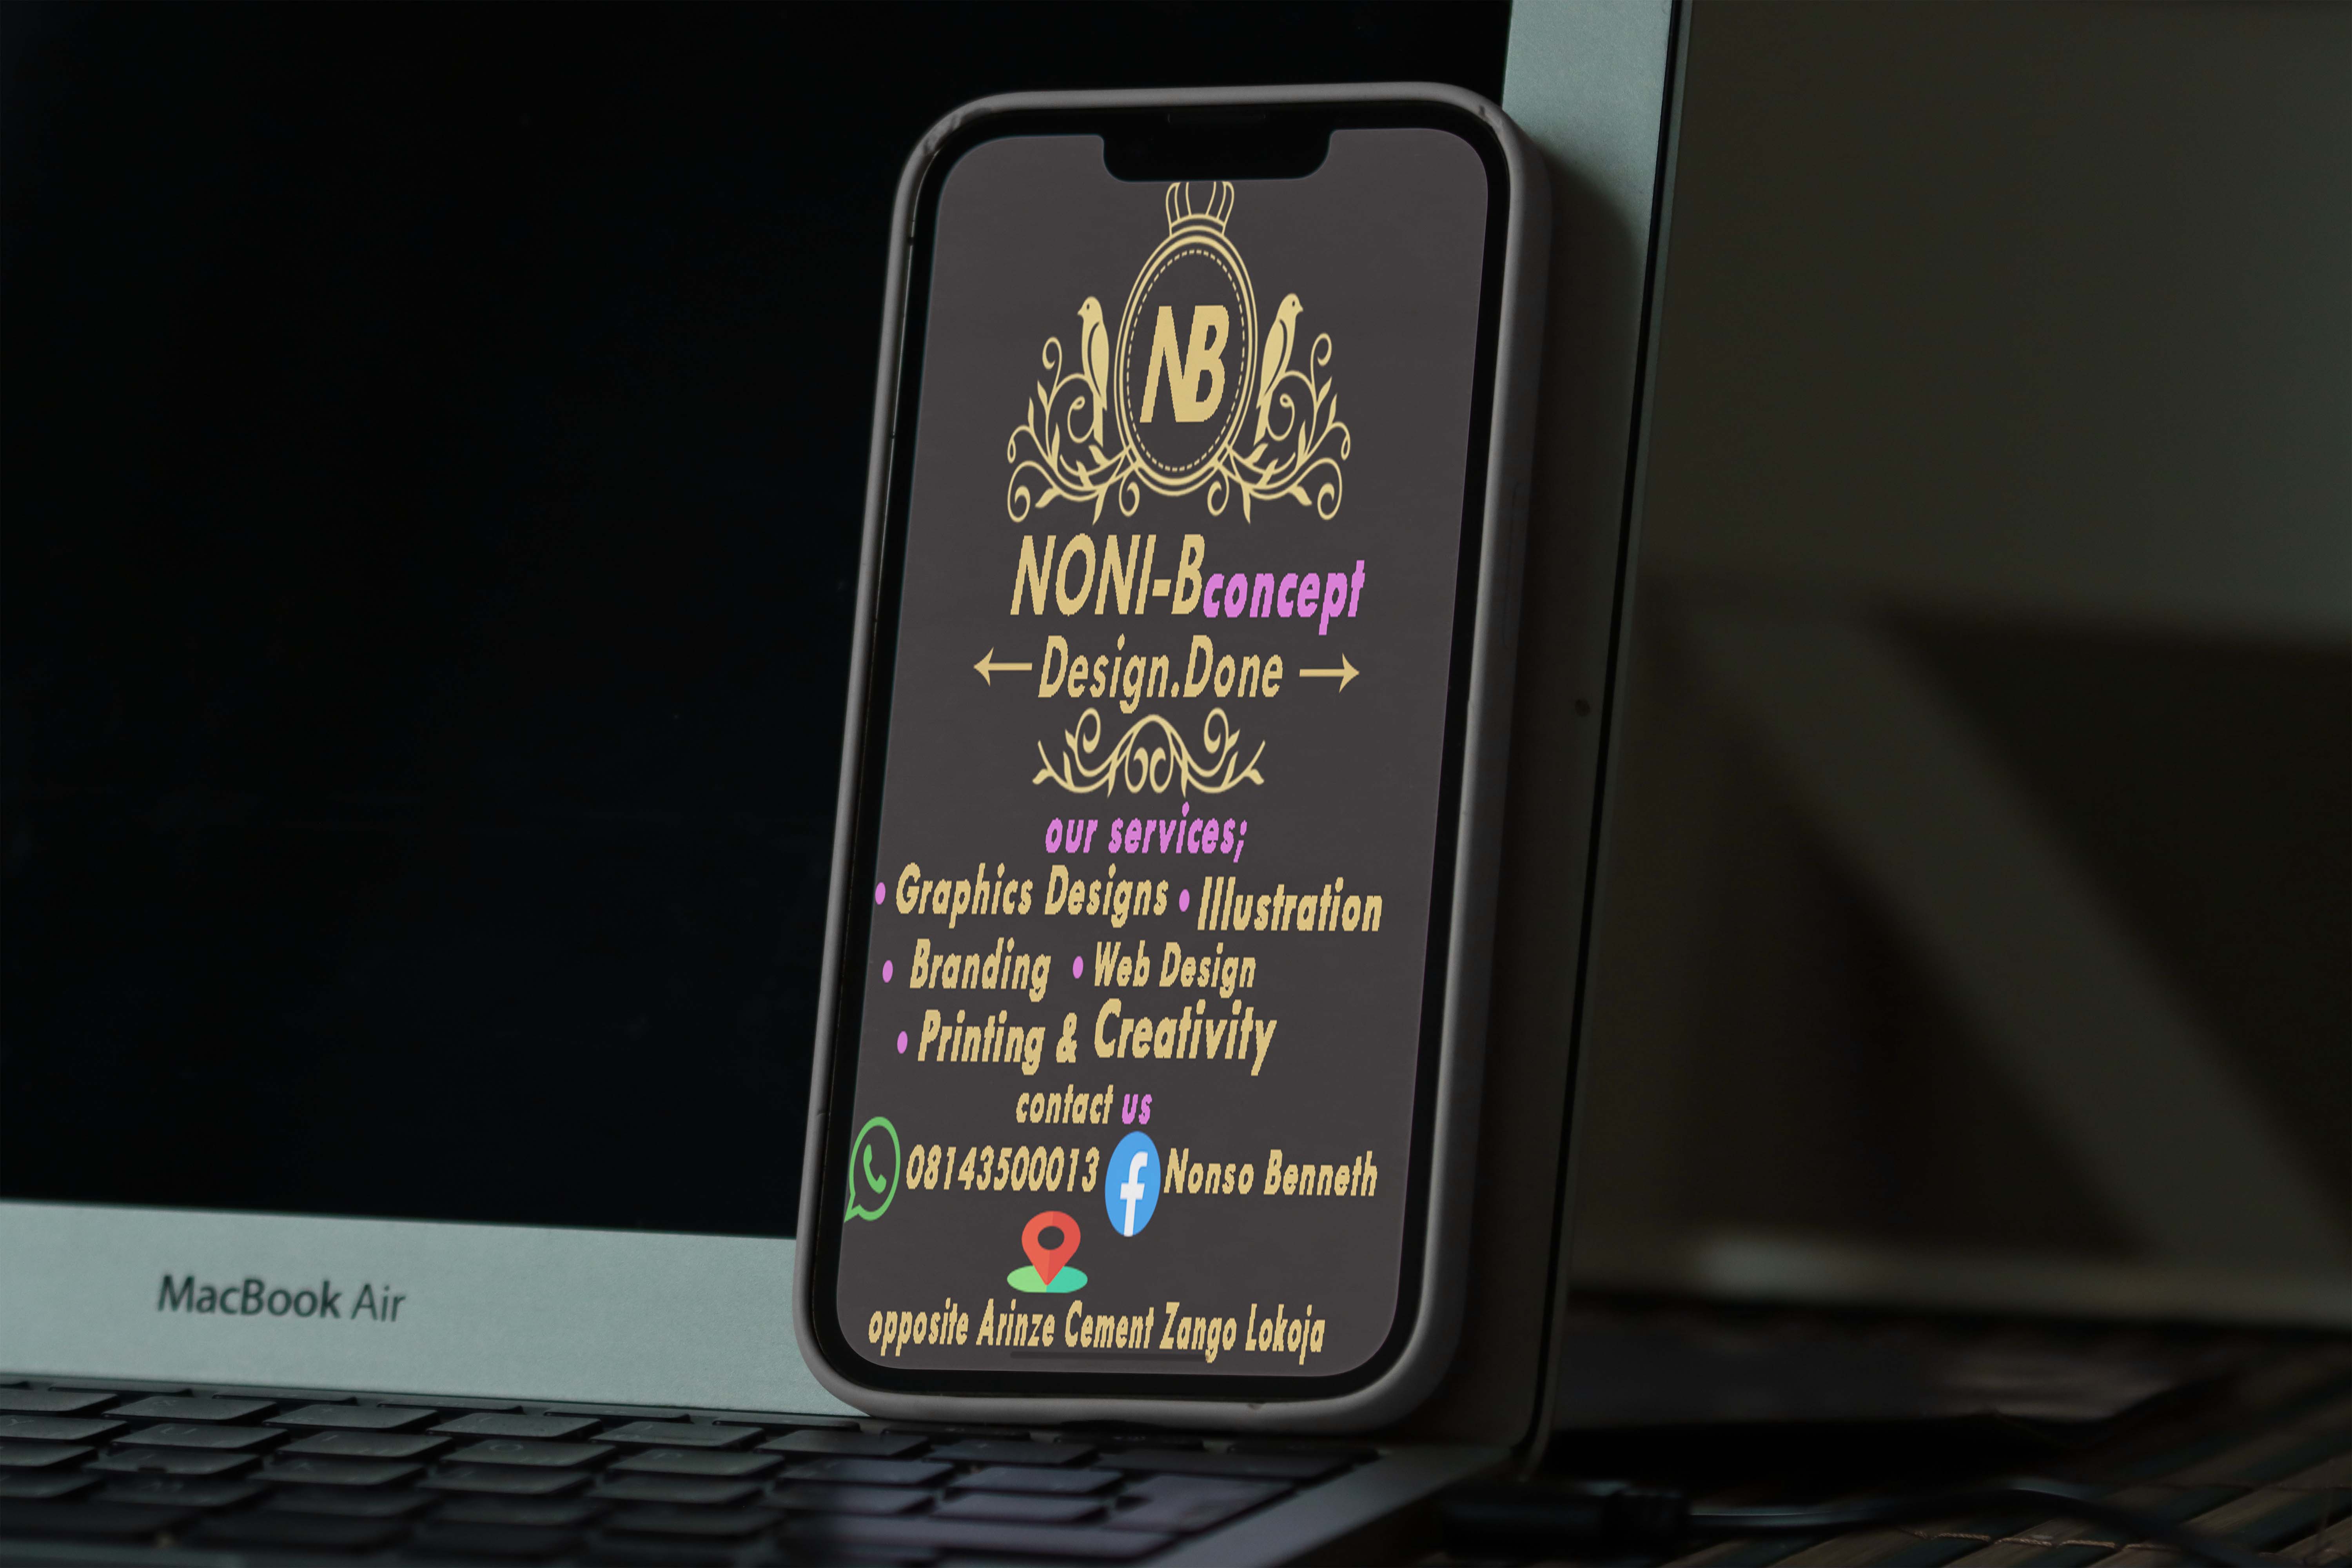 NB
NONI-Bconcept
Design.Done
our services;
• Graphics Designs • Illustration
• Branding • Web Design
• Printing & Creativity
contact us
08143500013 Nonso Benneth
opposite Arinze Cement Zango Lokoja
MacBook Air